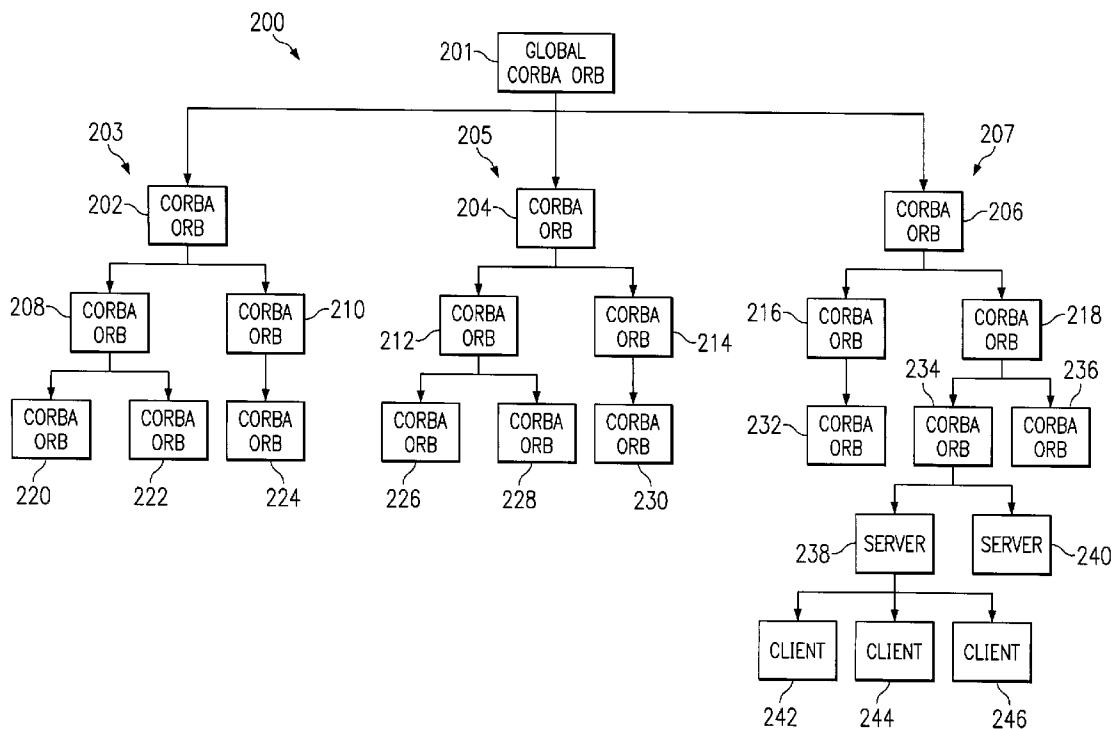 200
201
GLOBAL
CORBA ORB
203
205
207
202
CORBA
ORB
204
CORBA
ORB
CORBA
ORB
206
208
CORBA
ORB
CORBA
ORB
210
212
CORBA
ORB
CORBA
ORB
214
216
CORBA
ORB
CORBA
ORB
218
234
236
CORBA
ORB
CORBA
ORB
CORBA
ORB
CORBA
ORB
CORBA
ORB
CORBA
ORB
232
CORBA
ORB
CORBA
ORB
CORBA
ORB
220
222
224
226
228
230
238
SERVER
SERVER
240
CLIENT
CLIENT
CLIENT
242
244
246